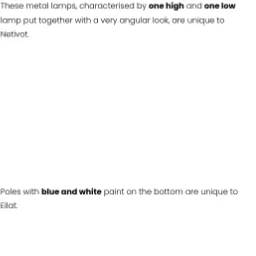 These metal lamps, characterised by one high and one low
lamp put together with a very angular look, are unique to
Netivot.
Poles with blue and white paint on the bottom are unique to
Eilat.